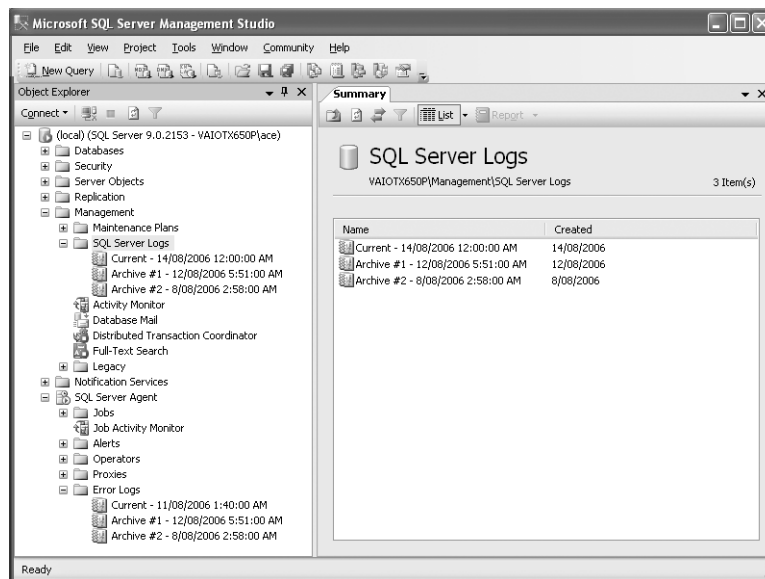 Microsoft SQL Server Management Studio
File Edit View Project Tools Window Community Help
New Query
Object Explorer
Connect
(local) (SQL Server 9.0.2153 - VAIOTX650P\ace)
Databases
Security
Server Objects
Replication
Management
Maintenance Plans
SQL Server Logs
Current - 14/08/2006 12:00:00 AM
Archive #1 - 12/08/2006 5:51:00 AM
Archive #2 - 8/08/2006 2:58:00 AM
Activity Monitor
Database Mail
Distributed Transaction Coordinator
Full-Text Search
Legacy
Notification Services
SQL Server Agent
Jobs
Job Activity Monitor
Alerts
Operators
Proxies
Error Logs
Current - 11/08/2006 1:40:00 AM
Archive #1 - 12/08/2006 5:51:00 AM
Archive #2 - 8/08/2006 2:58:00 AM
Summary
List Report
SQL Server Logs
VAIOTX650P\Management\SQL Server Logs 3 Item(s)
Name Created
Current - 14/08/2006 12:00:00 AM 14/08/2006
Archive #1 - 12/08/2006 5:51:00 AM 12/08/2006
Archive #2 - 8/08/2006 2:58:00 AM 8/08/2006
Ready